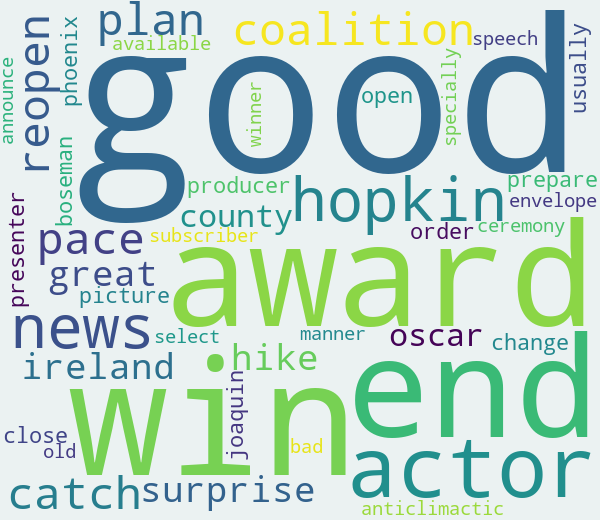 good
plan
coalition
available
speech
usually
phoenix
reopen
announce
winner
open
specially
boseman
producer
hopkin
prepare
envelope
county
presenter
pace
subscriber
order
ceremony
great
award
picture
news
select
manner
oscar
change
ireland
hike
end
win
joaquin
close
old
bad
actor
catch
surprise
anticlimactic